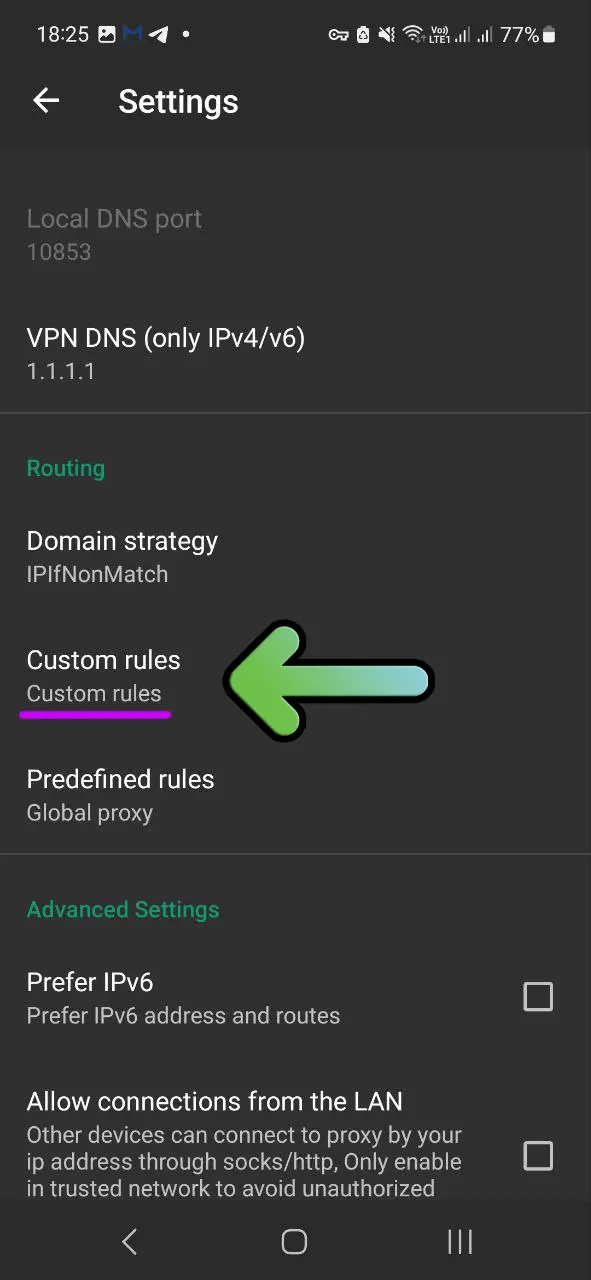 18:25
Vo) LTE1
77%
Settings
Local DNS port
10853
VPN DNS (only IPv4/v6)
1.1.1.1
Routing
Domain strategy
IPIfNonMatch
Custom rules
Custom rules
Predefined rules
Global proxy
Advanced Settings
Prefer IPv6
Prefer IPv6 address and routes
Allow connections from the LAN
Other devices can connect to proxy by your
ip address through socks/http, Only enable
in trusted network to avoid unauthorized